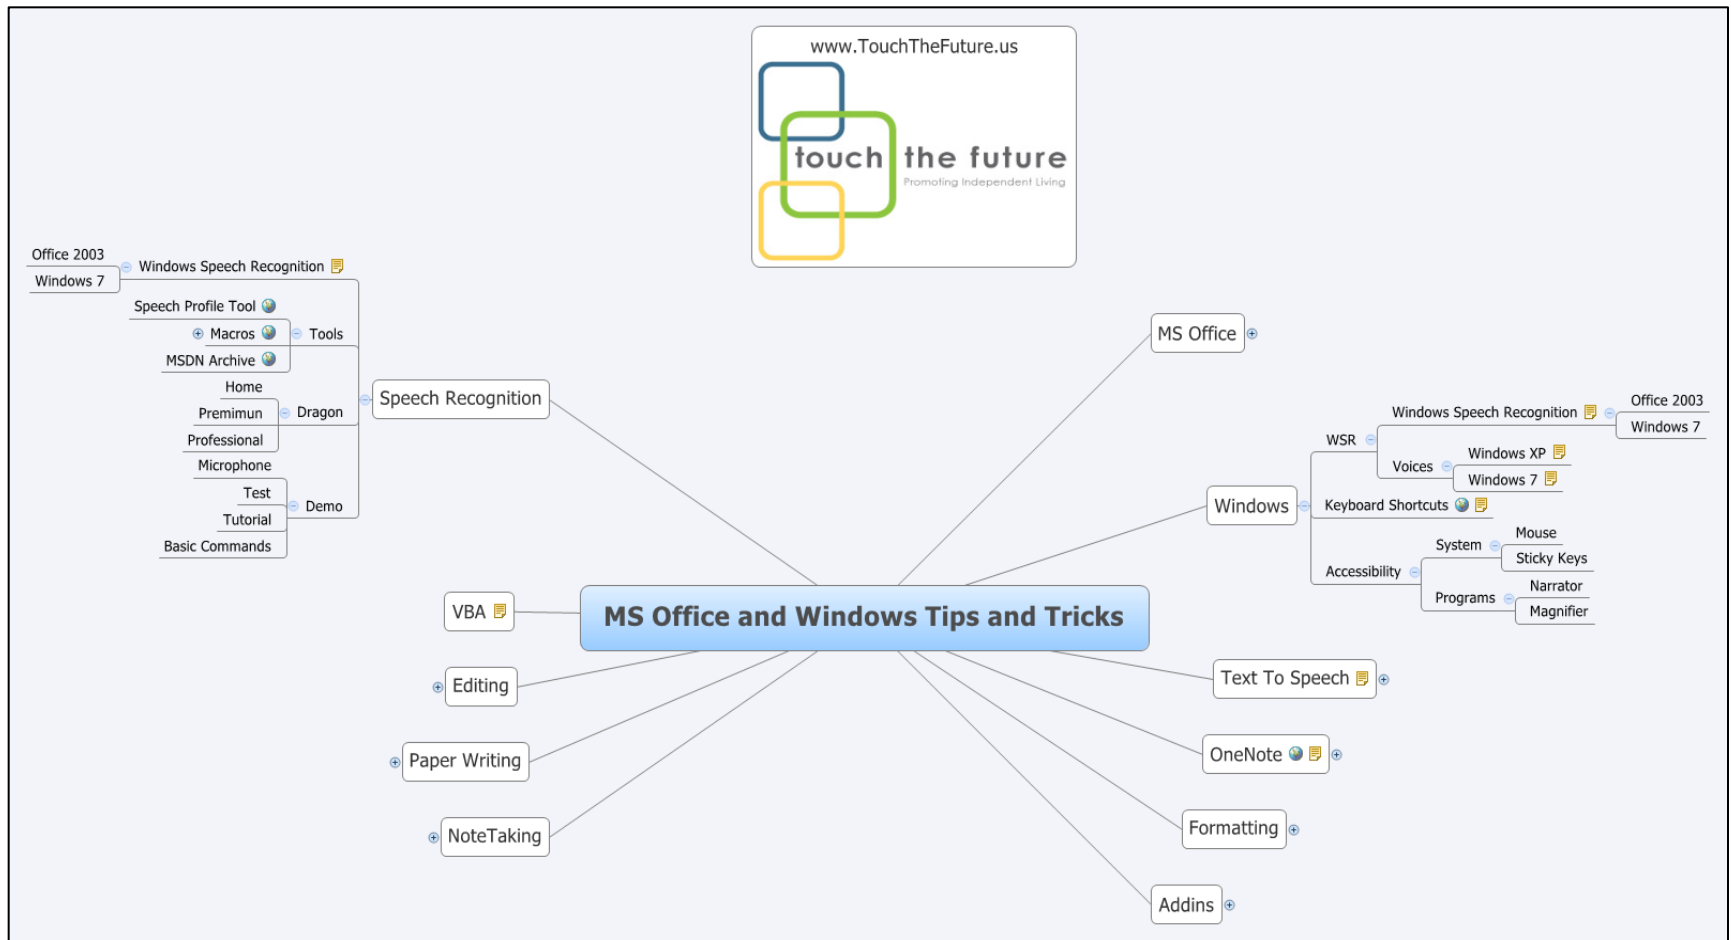 www.TouchTheFuture.us
touch the future
Promoting Independent Living
Office 2003
Windows 7
Windows Speech Recognition
Speech Profile Tool
Macros
MSDN Archive
Tools
Home
Premimun
Professional
Dragon
Microphone
Test
Tutorial
Basic Commands
Demo
Speech Recognition
VBA
Editing
Paper Writing
NoteTaking
MS Office and Windows Tips and Tricks
MS Office
Windows
WSR
Windows Speech Recognition
Office 2003
Windows 7
Voices
Windows XP
Windows 7
Keyboard Shortcuts
Accessibility
System
Mouse
Sticky Keys
Programs
Narrator
Magnifier
Text To Speech
OneNote
Formatting
Addins